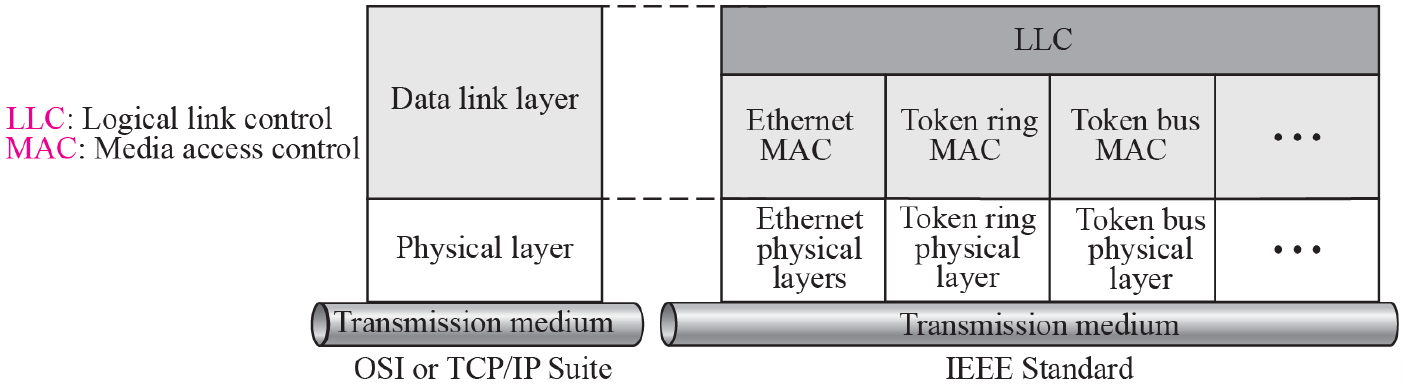 LLC: Logical link control
MAC: Media access control
Data link layer
Physical layer
Transmission medium
OSI or TCP/IP Suite
LLC
Ethernet
MAC
Token ring
MAC
Token bus
MAC
• • •
Ethernet
physical
layers
Token ring
physical
layer
Token bus
physical
layer
• • •
Transmission medium
IEEE Standard